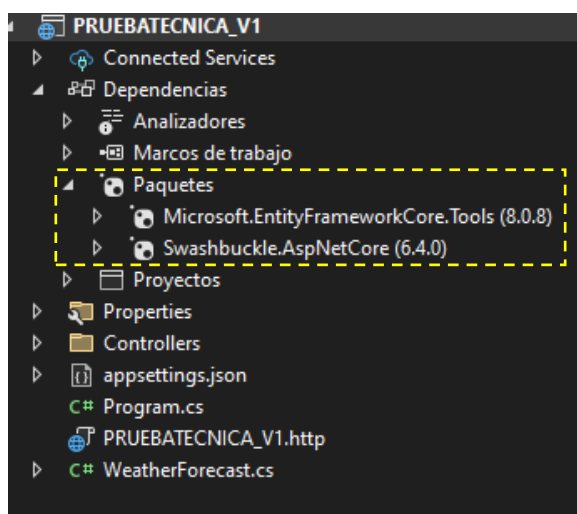 PRUEBATECNICA_V1
Connected Services
Dependencias
Analizadores
Marcos de trabajo
Paquetes
Microsoft.EntityFrameworkCore.Tools (8.0.8)
Swashbuckle.AspNetCore (6.4.0)
Proyectos
Properties
Controllers
appsettings.json
C# Program.cs
PRUEBATECNICA_V1.http
C# WeatherForecast.cs